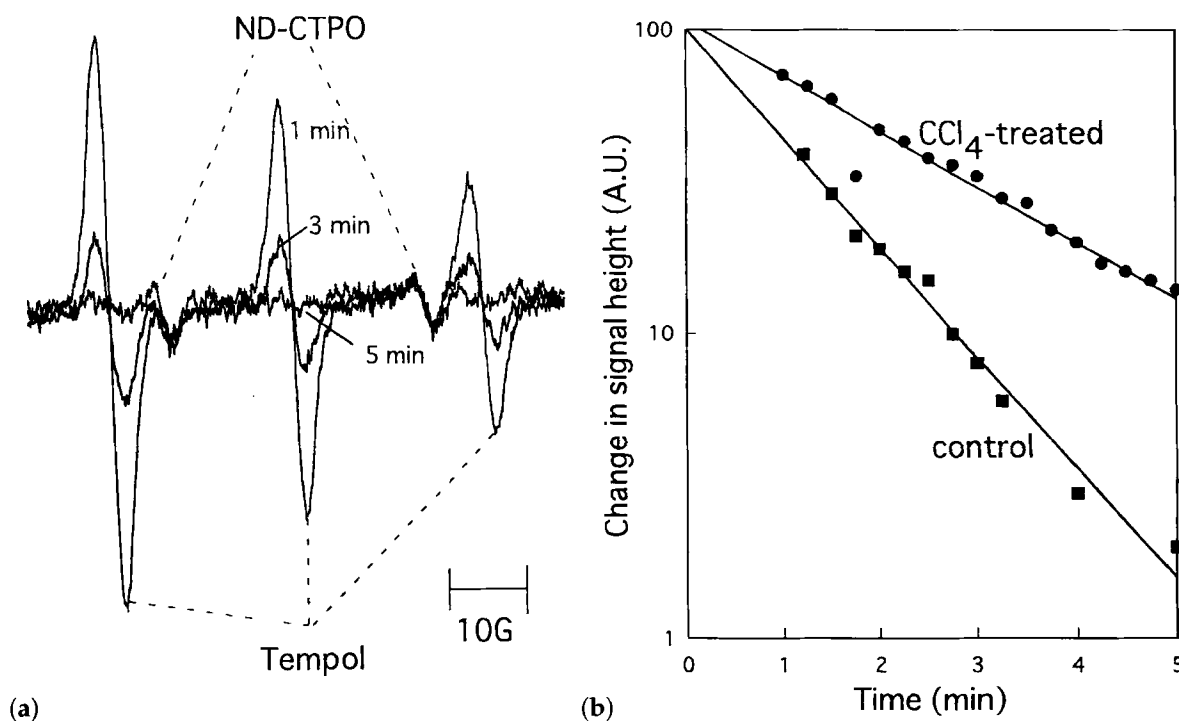 ND-CTPO
1 min
3 min
5 min
10G
Tempol
(a)
100
10
1
Change in signal height (A.U.)
CCl4-treated
control
0 1 2 3 4 5
Time (min)
(b)